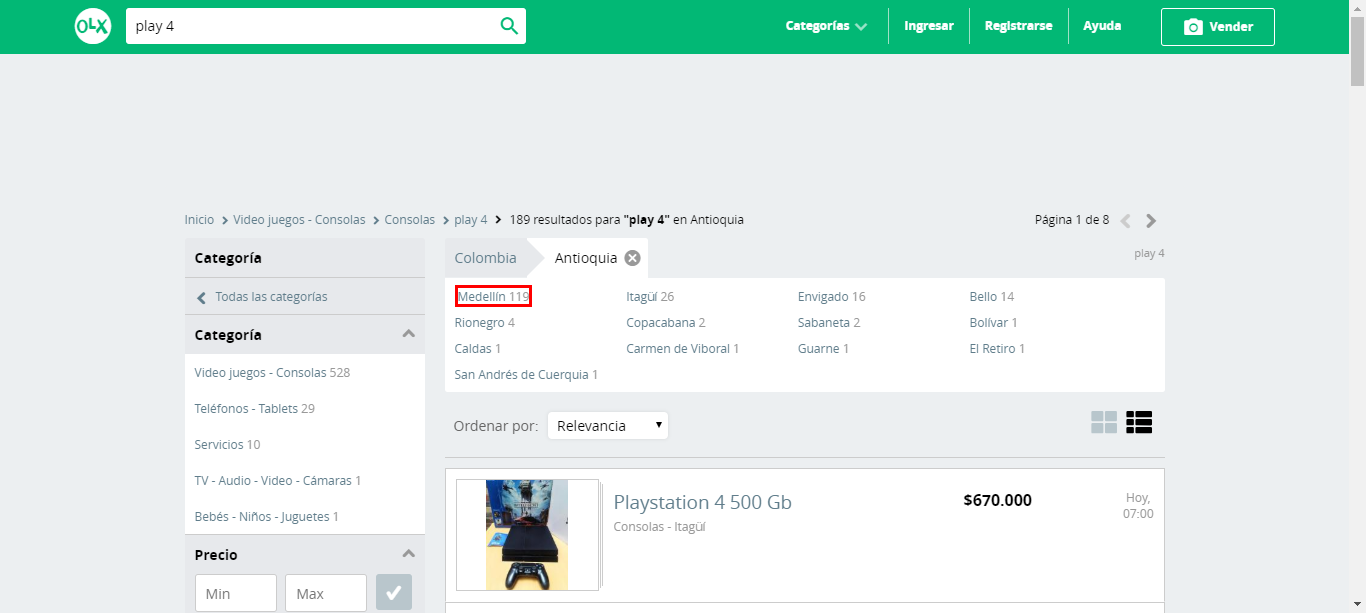 OLX play 4 Categorías Ingresar Registrarse Ayuda Vender
Inicio Video juegos - Consolas Consolas play 4 189 resultados para "play 4" en Antioquia Página 1 de 8
Categoría
Todas las categorías
Categoría
Video juegos - Consolas 528
Teléfonos - Tablets 29
Servicios 10
TV - Audio - Video - Cámaras 1
Bebés - Niños - Juguetes 1
Precio
Min Max
Colombia Antioquia play 4
Medellín 119 Itagüí 26 Envigado 16 Bello 14
Rionegro 4 Copacabana 2 Sabaneta 2 Bolívar 1
Caldas 1 Carmen de Viboral 1 Guarne 1 El Retiro 1
San Andrés de Cuerquia 1
Ordenar por: Relevancia
Playstation 4 500 Gb $670.000 Hoy,
Consolas - Itagüí 07:00